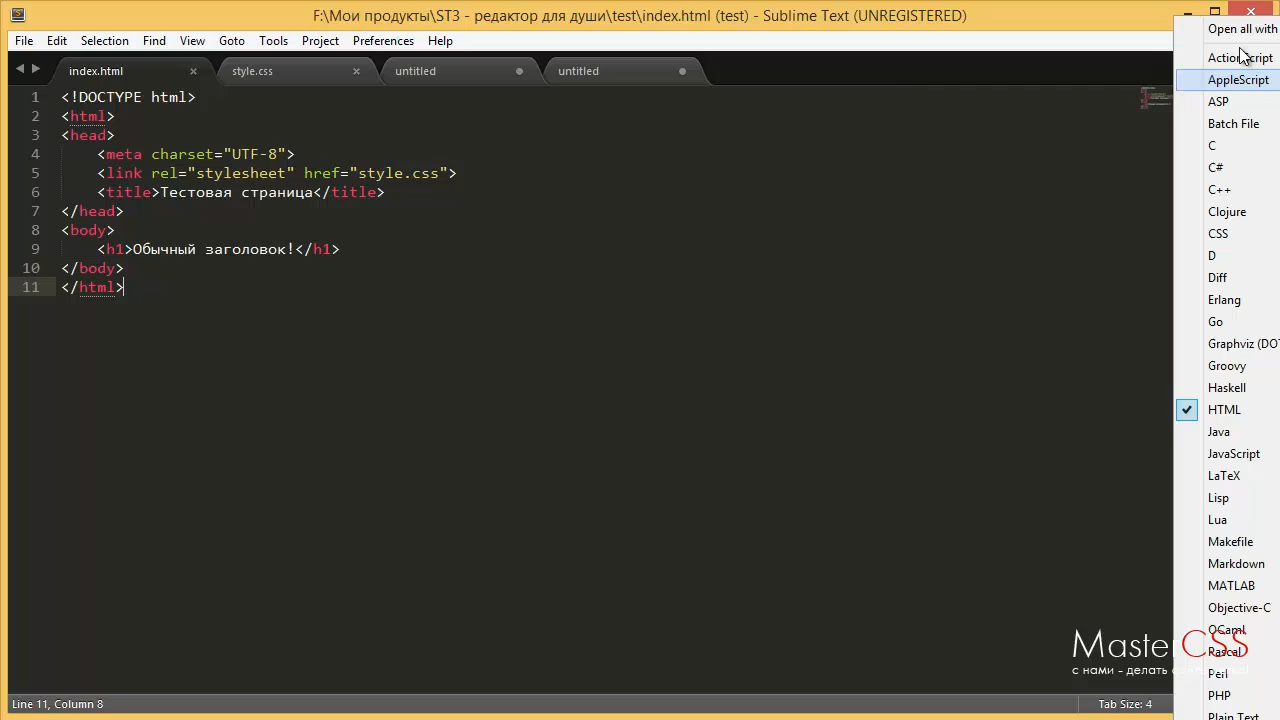 F:\Мои продукты\ST3 - редактор для души\test\index.html (test) - Sublime Text (UNREGISTERED)
File Edit Selection Find View Goto Tools Project Preferences Help
index.html style.css untitled untitled
1 <!DOCTYPE html>
2 <html>
3 <head>
4 <meta charset="UTF-8">
5 <link rel="stylesheet" href="style.css">
6 <title>Тестовая страница</title>
7 </head>
8 <body>
9 <h1>Обычный заголовок!</h1>
10 </body>
11 </html>
Open all with
ActionScript
AppleScript
ASP
Batch File
C
C#
C++
Clojure
CSS
D
Diff
Erlang
Go
Graphviz (DOT
Groovy
Haskell
HTML
Java
JavaScript
LaTeX
Lisp
Lua
Makefile
Markdown
MATLAB
Objective-C
OCaml
Pascal
Perl
PHP
Plain Text
MasterCSS
с нами - делать
Line 11, Column 8
Tab Size: 4